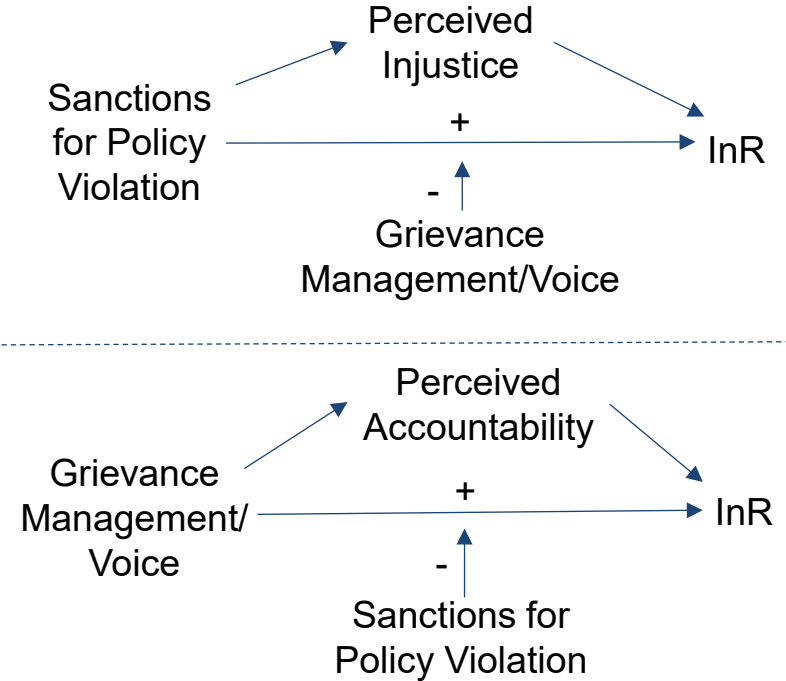 Perceived
Injustice
Sanctions
for Policy
Violation
+
InR
-
Grievance
Management/Voice
Perceived
Accountability
Grievance
Management/
Voice
+
InR
-
Sanctions for
Policy Violation